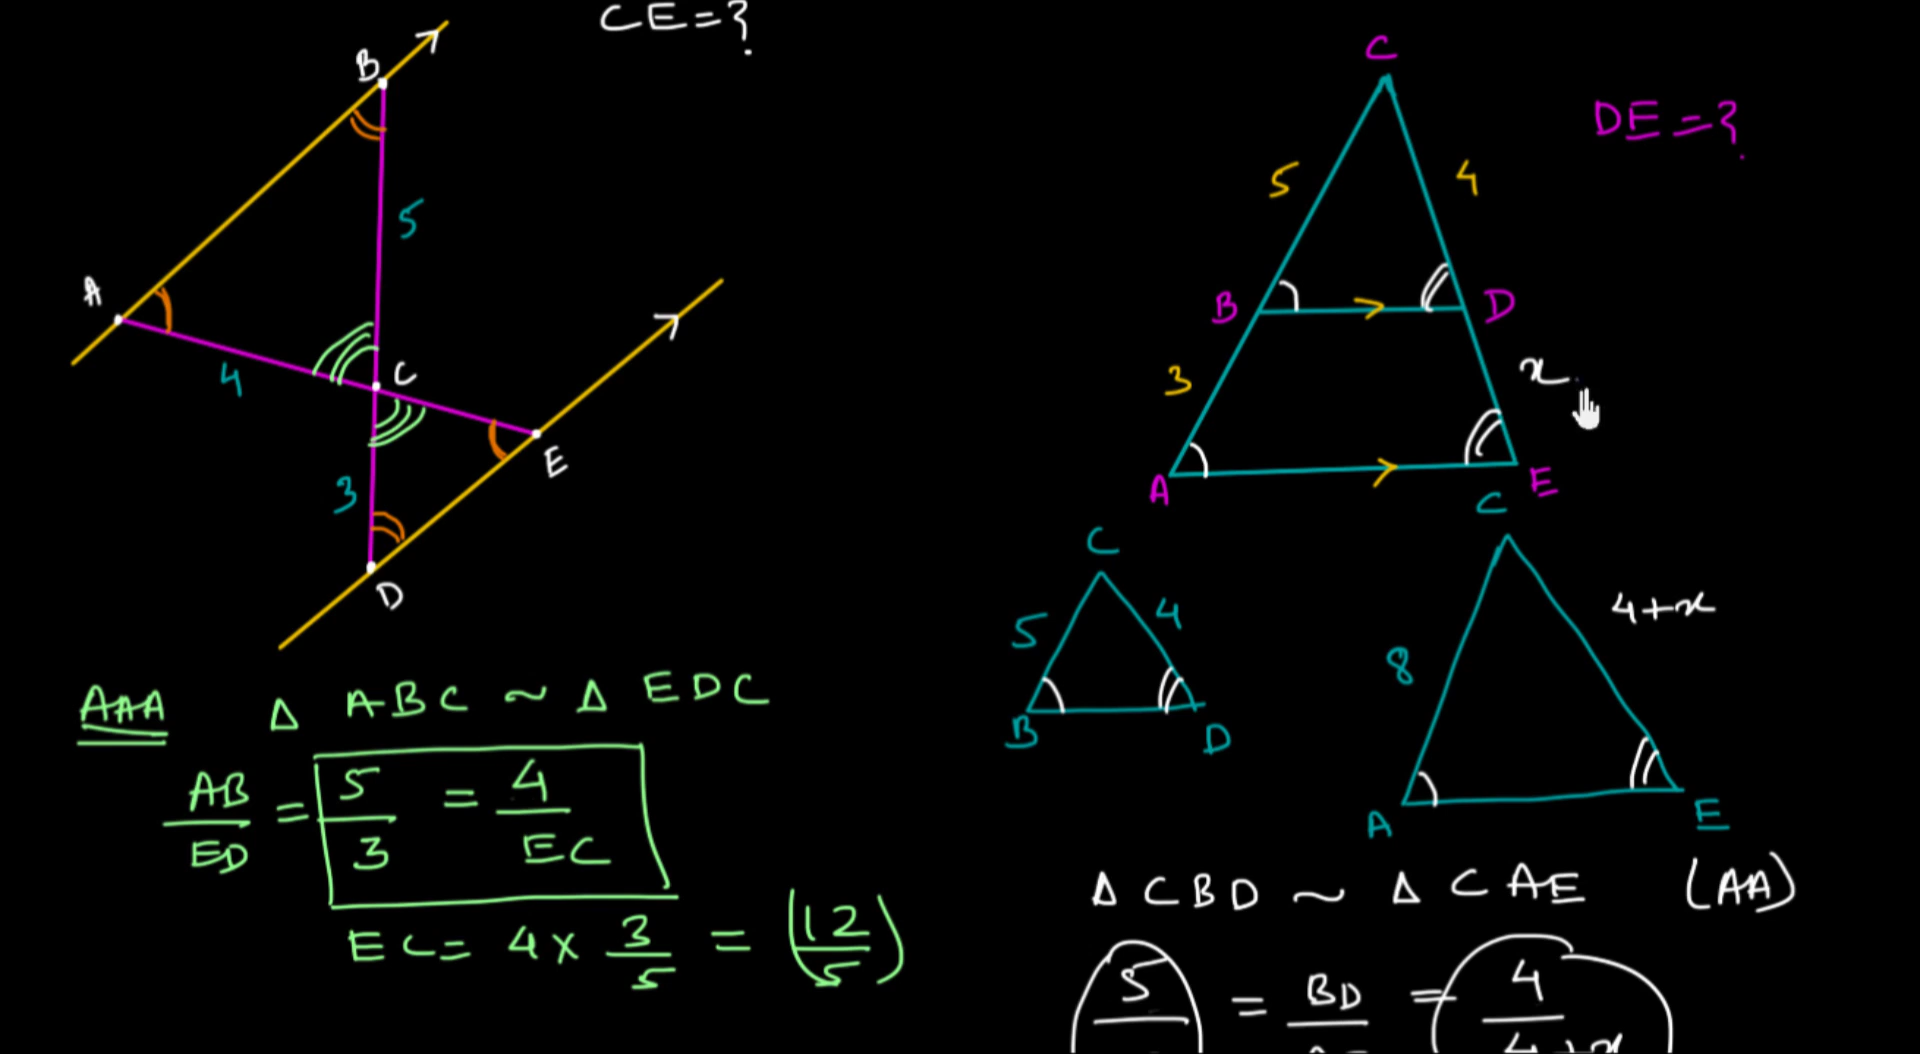 CE=?
B
5
A
4
C
E
3
D
AAA Δ ABC ~ Δ EDC
AB/ED = 5/3 = 4/EC
EC = 4 × 3/5 = (12/5)
C
DE=?
5
4
B
D
3
x
A
E
C
5
4
B
D
C
4+x
8
A
E
Δ CBD ~ Δ CAE (AA)
5
= BD
= 4
4+x